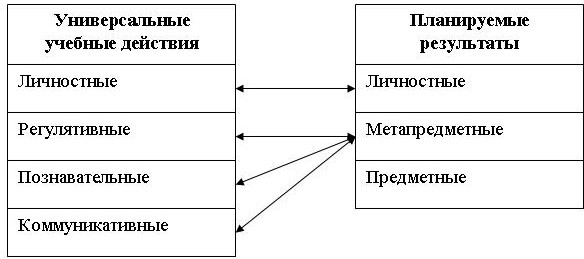 Универсальные
учебные действия
Личностные
Регулятивные
Познавательные
Коммуникативные
Планируемые
результаты
Личностные
Метапредметные
Предметные